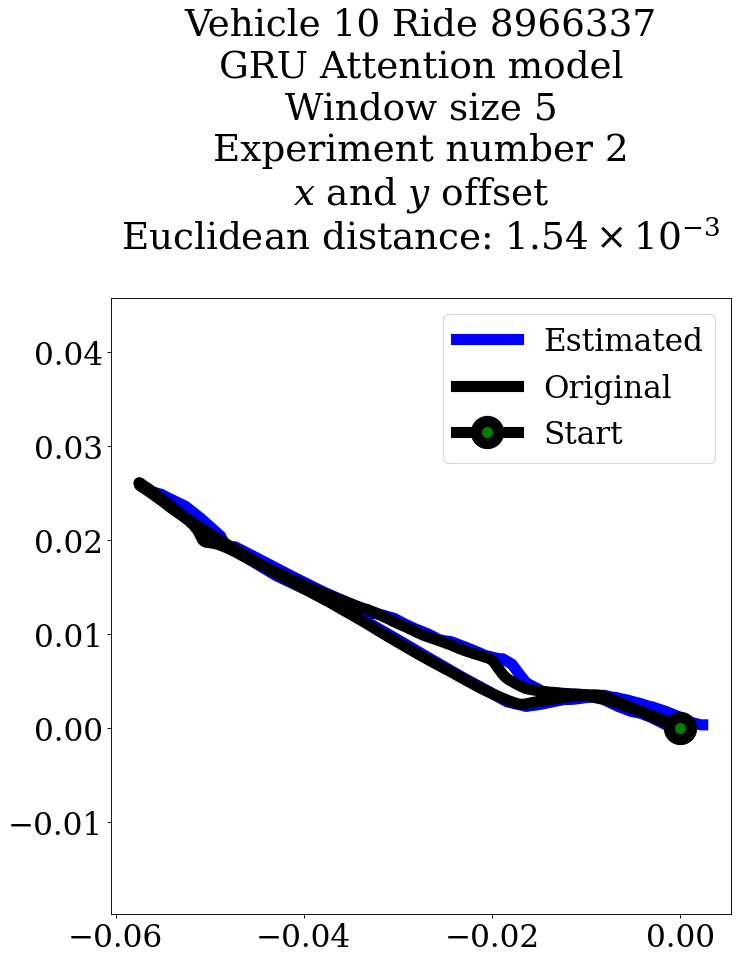 Vehicle 10 Ride 8966337
GRU Attention model
Window size 5
Experiment number 2
x and y offset
Euclidean distance: 1.54 × 10⁻³
Estimated
Original
Start
0.04
0.03
0.02
0.01
0.00
−0.01
−0.06
−0.04
−0.02
0.00